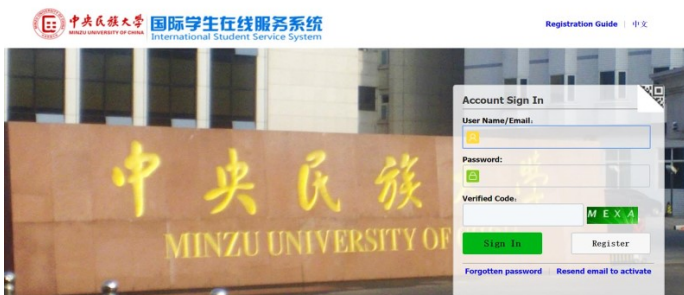 中央民族大学
MINZU UNIVERSITY OF CHINA
国际学生在线服务系统
International Student Service System
Registration Guide | 中文
中 央 民 族
MINZU UNIVERSITY OF
Account Sign In
User Name/Email:
Password:
Verified Code:
M E X A
Sign In
Register
Forgotten password | Resend email to activate